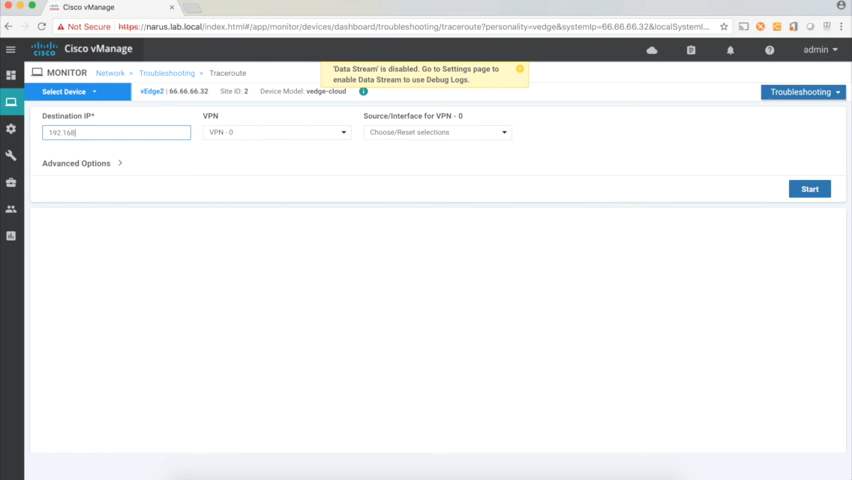 Cisco vManage
Not Secure https://narus.lab.local/index.html#/app/monitor/devices/dashboard/troubleshooting/traceroute?personality=vedge&systemIp=66.66.66.32&localSystemI...
Cisco vManage
admin
MONITOR Network > Troubleshooting > Traceroute
'Data Stream' is disabled. Go to Settings page to
enable Data Stream to use Debug Logs.
Select Device
vEdge2 | 66.66.66.32 Site ID: 2 Device Model: vedge-cloud
Troubleshooting
Destination IP* VPN Source/Interface for VPN - 0
192.168 VPN - 0 Choose/Reset selections
Advanced Options
Start